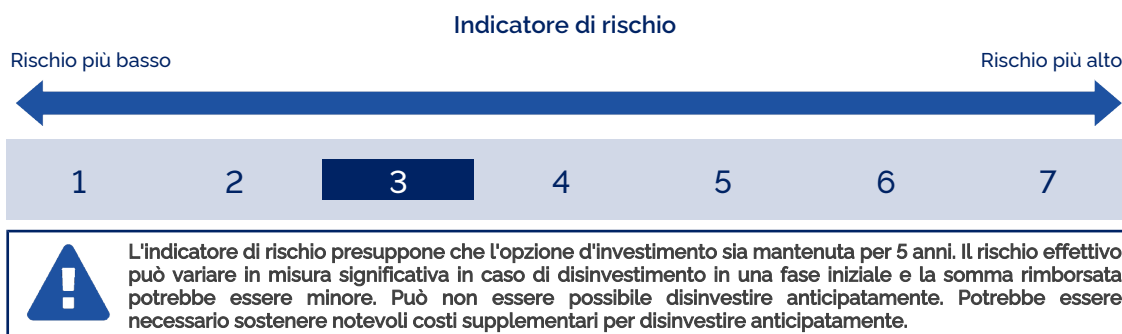 Indicatore di rischio
Rischio più basso
Rischio più alto
1 2 3 4 5 6 7
L'indicatore di rischio presuppone che l'opzione d'investimento sia mantenuta per 5 anni. Il rischio effettivo
può variare in misura significativa in caso di disinvestimento in una fase iniziale e la somma rimborsata
potrebbe essere minore. Può non essere possibile disinvestire anticipatamente. Potrebbe essere
necessario sostenere notevoli costi supplementari per disinvestire anticipatamente.